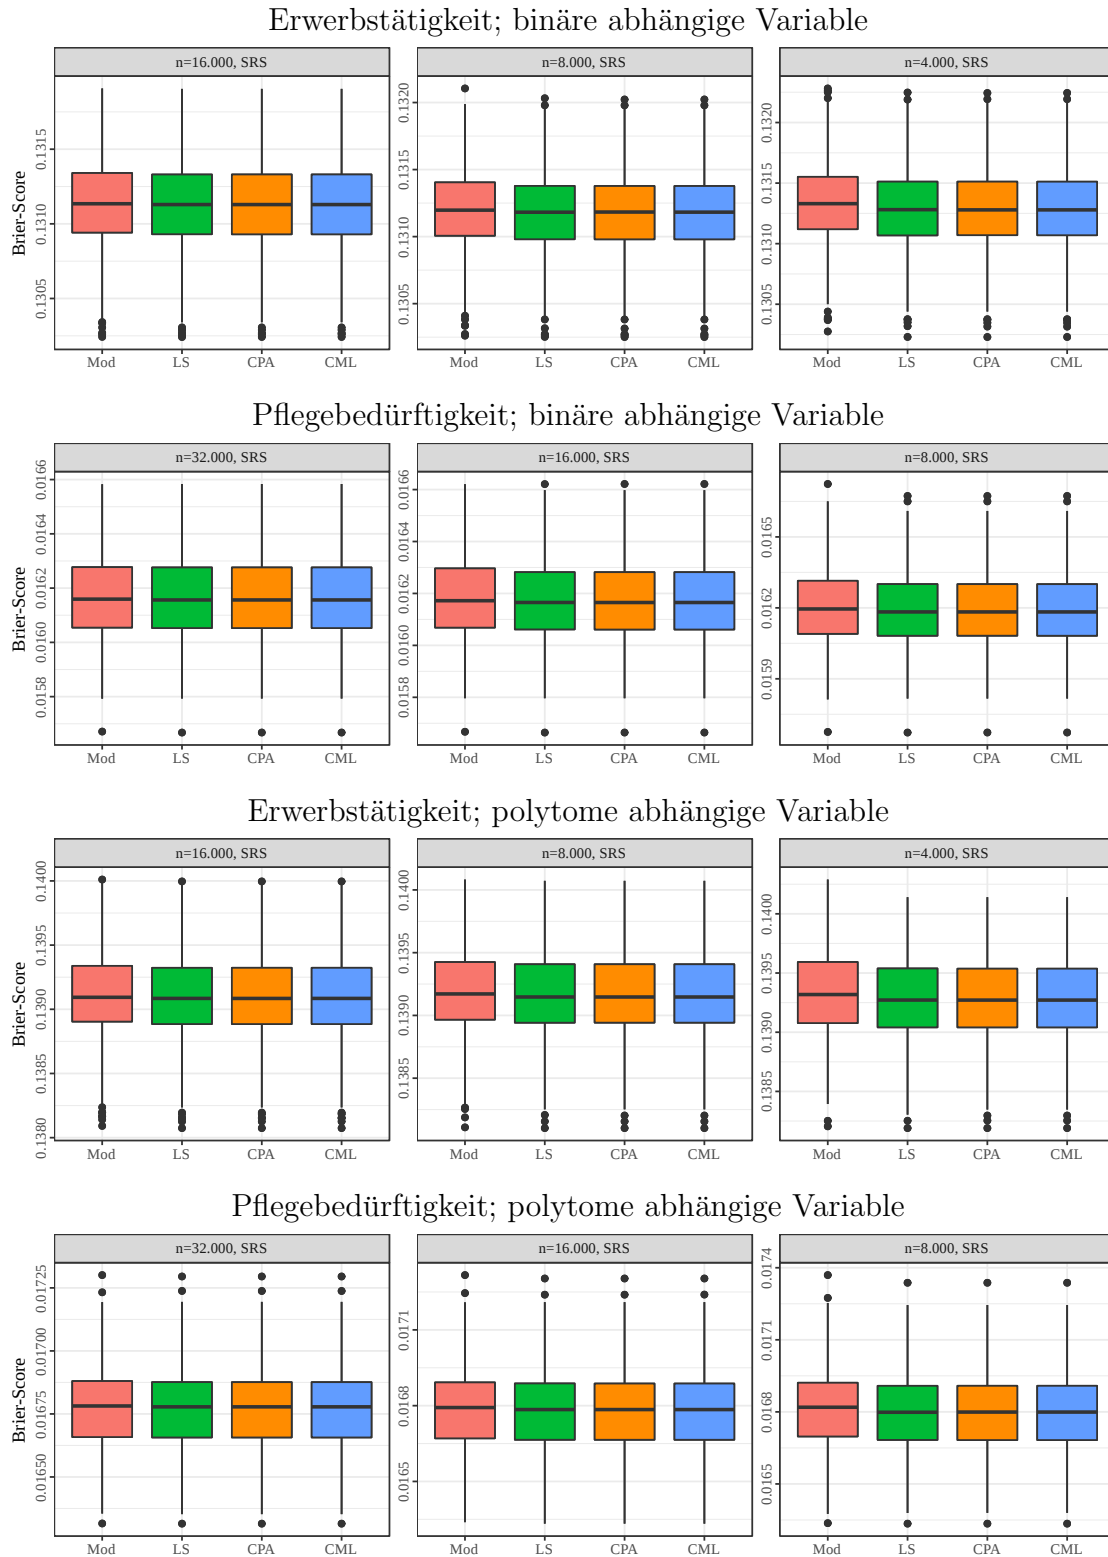 Erwerbstätigkeit; binäre abhängige Variable
n=16.000, SRS
n=8.000, SRS
n=4.000, SRS
Brier-Score
0.1315
0.1310
0.1305
0.1320
0.1315
0.1310
0.1305
0.1320
0.1315
0.1310
0.1305
Mod LS CPA CML
Mod LS CPA CML
Mod LS CPA CML
Pflegebedürftigkeit; binäre abhängige Variable
n=32.000, SRS
n=16.000, SRS
n=8.000, SRS
Brier-Score
0.0166
0.0164
0.0162
0.0160
0.0158
0.0166
0.0164
0.0162
0.0160
0.0158
0.0165
0.0162
0.0159
Mod LS CPA CML
Mod LS CPA CML
Mod LS CPA CML
Erwerbstätigkeit; polytome abhängige Variable
n=16.000, SRS
n=8.000, SRS
n=4.000, SRS
Brier-Score
0.1400
0.1395
0.1390
0.1385
0.1380
0.1400
0.1395
0.1390
0.1385
0.1400
0.1395
0.1390
0.1385
Mod LS CPA CML
Mod LS CPA CML
Mod LS CPA CML
Pflegebedürftigkeit; polytome abhängige Variable
n=32.000, SRS
n=16.000, SRS
n=8.000, SRS
Brier-Score
0.01725
0.01700
0.01675
0.01650
0.0171
0.0168
0.0165
0.0174
0.0171
0.0168
0.0165
Mod LS CPA CML
Mod LS CPA CML
Mod LS CPA CML